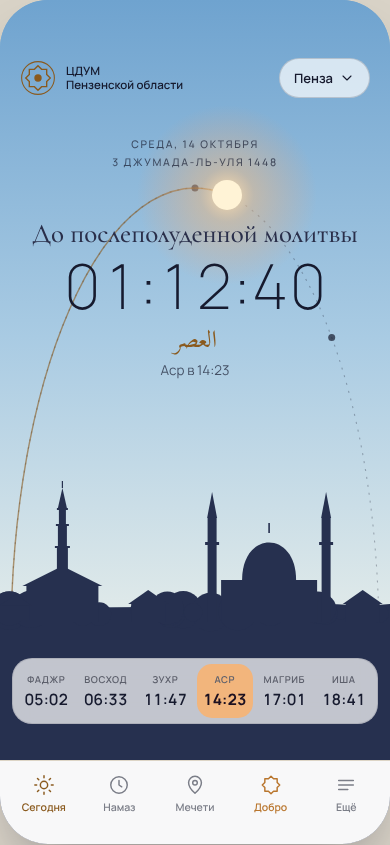 ЦДУМ
Пензенской области
Пенза
СРЕДА, 14 ОКТЯБРЯ
3 ДЖУМАДА-ЛЬ-УЛЯ 1448
До послеполуденной молитвы
01:12:40
العصر
Аср в 14:23
ФАДЖР ВОСХОД ЗУХР АСР МАГРИБ ИША
05:02 06:33 11:47 14:23 17:01 18:41
Сегодня Намаз Мечети Добро Ещё